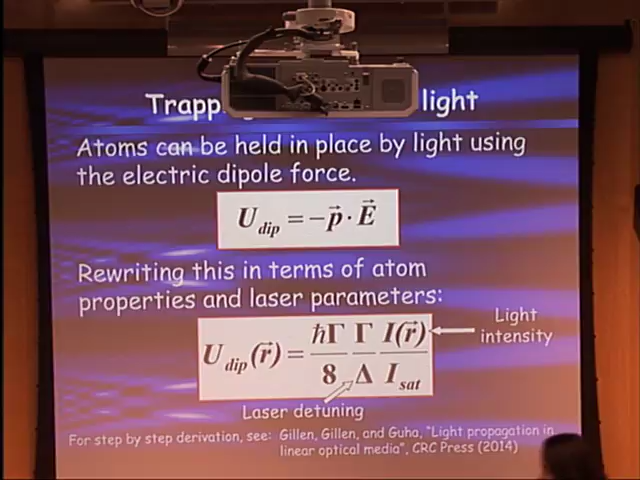 Trapp light
Atoms can be held in place by light using
the electric dipole force.
U_dip = −p⃗ · E⃗
Rewriting this in terms of atom
properties and laser parameters:
U_dip(r⃗) = ħΓ/8 Γ/Δ I(r⃗)/I_sat
Light
intensity
Laser detuning
For step by step derivation, see: Gillen, Gillen, and Guha, "Light propagation in
linear optical media", CRC Press (2014)